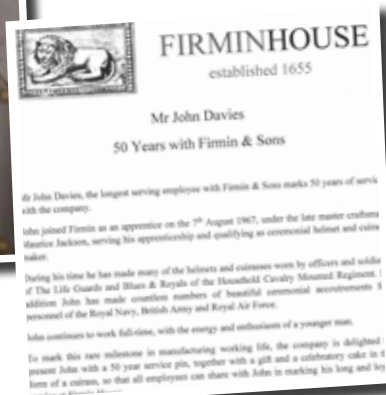 FIRMINHOUSE
established 1655
Mr John Davies
50 Years with Firmin & Sons
Mr John Davies, the longest serving employee with Firmin & Sons marks 50 years of
with the company.
John joined Firmin as an apprentice on the 7th August 1967, under the late master
Maurice Jackson, serving his apprenticeship and qualifying as ceremonial helmet and
maker.
During his time he has made many of the helmets and cuirasses worn by officers and
of The Life Guards and Blues & Royals of the Household Cavalry Mounted Regiment.
addition John has made countless numbers of beautiful ceremonial accoutrements
personnel of the Royal Navy, British Army and Royal Air Force.
John continues to work full-time, with the energy and enthusiasm of a younger man.
To mark this rare milestone in manufacturing working life, the company is delighted
present John with a 50 year service pin, together with a gift and a celebratory cake in
form of a cuirass, so that all employees can share with John in marking his long and